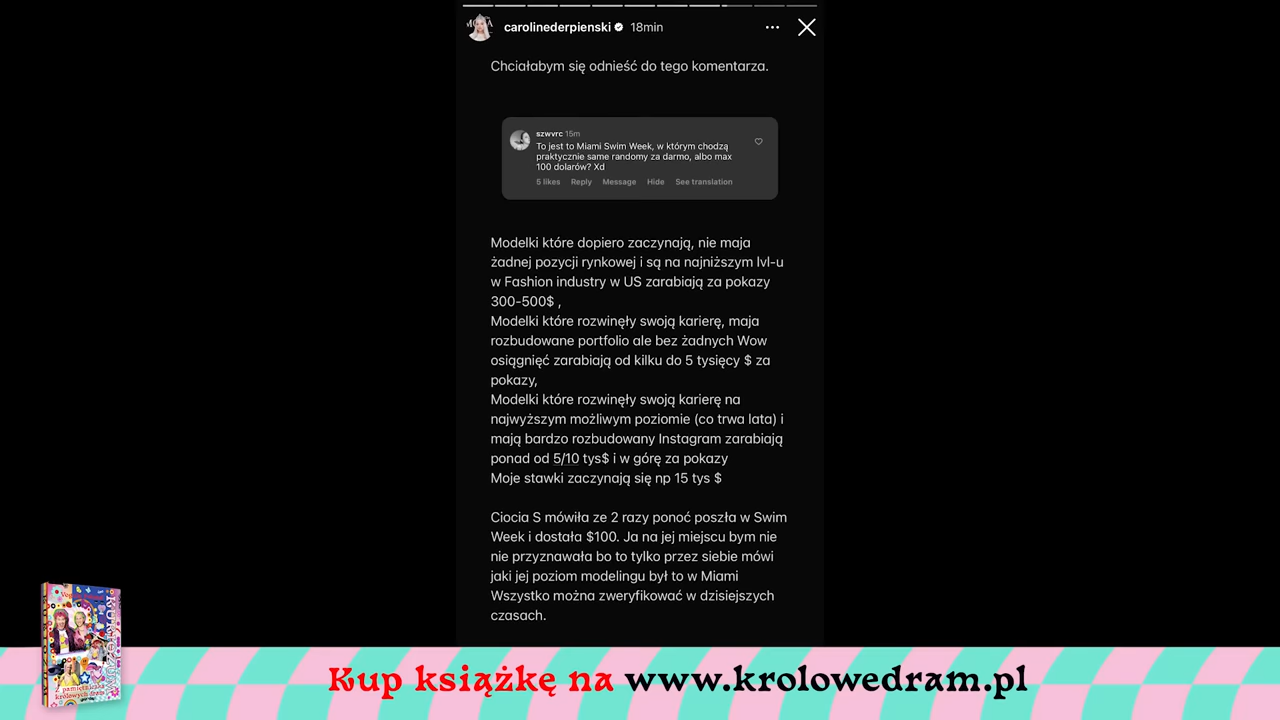 carolinederpienski 18min
Chciałabym się odnieść do tego komentarza.
szwvrc 15m
To jest to Miami Swim Week, w którym chodzą
praktycznie same randomy za darmo, albo max
100 dolarów? Xd
5 likes Reply Message Hide See translation
Modelki które dopiero zaczynają, nie maja
żadnej pozycji rynkowej i są na najniższym lvl-u
w Fashion industry w US zarabiają za pokazy
300-500$ ,
Modelki które rozwinęły swoją karierę, maja
rozbudowane portfolio ale bez żadnych Wow
osiągnięć zarabiają od kilku do 5 tysięcy $ za
pokazy,
Modelki które rozwinęły swoją karierę na
najwyższym możliwym poziomie (co trwa lata) i
mają bardzo rozbudowany Instagram zarabiają
ponad od 5/10 tys$ i w górę za pokazy
Moje stawki zaczynają się np 15 tys $
Ciocia S mówiła ze 2 razy ponoć poszła w Swim
Week i dostała $100. Ja na jej miejscu bym nie
nie przyznawała bo to tylko przez siebie mówi
jaki jej poziom modelingu był to w Miami
Wszystko można zweryfikować w dzisiejszych
czasach.
Kup książkę na www.krolowedram.pl